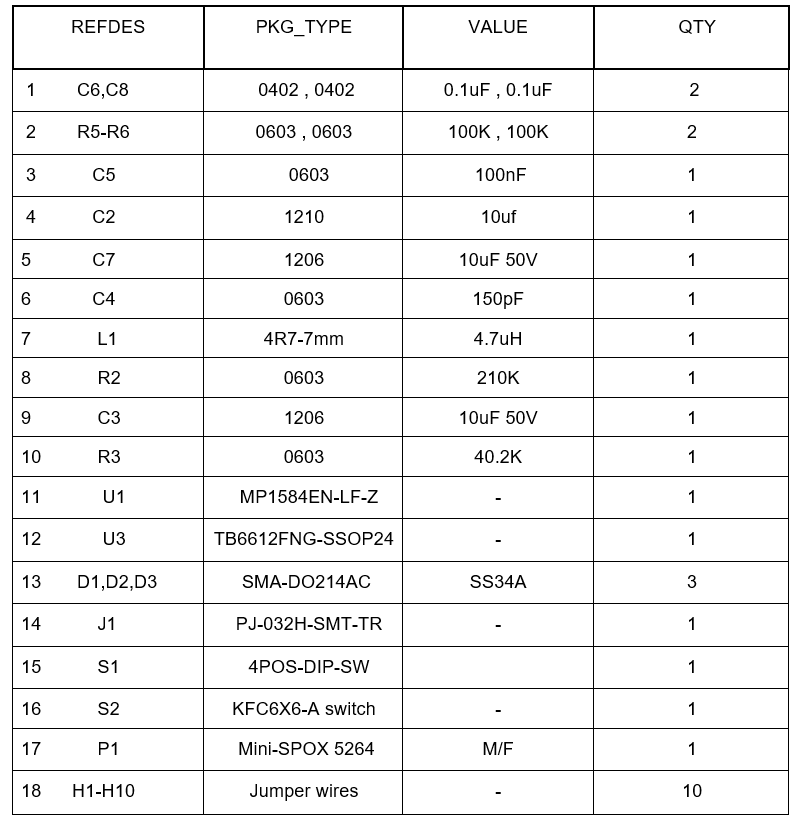 REFDES PKG_TYPE VALUE QTY
1 C6,C8 0402 , 0402 0.1uF , 0.1uF 2
2 R5-R6 0603 , 0603 100K , 100K 2
3 C5 0603 100nF 1
4 C2 1210 10uf 1
5 C7 1206 10uF 50V 1
6 C4 0603 150pF 1
7 L1 4R7-7mm 4.7uH 1
8 R2 0603 210K 1
9 C3 1206 10uF 50V 1
10 R3 0603 40.2K 1
11 U1 MP1584EN-LF-Z - 1
12 U3 TB6612FNG-SSOP24 - 1
13 D1,D2,D3 SMA-DO214AC SS34A 3
14 J1 PJ-032H-SMT-TR - 1
15 S1 4POS-DIP-SW 1
16 S2 KFC6X6-A switch - 1
17 P1 Mini-SPOX 5264 M/F 1
18 H1-H10 Jumper wires - 10